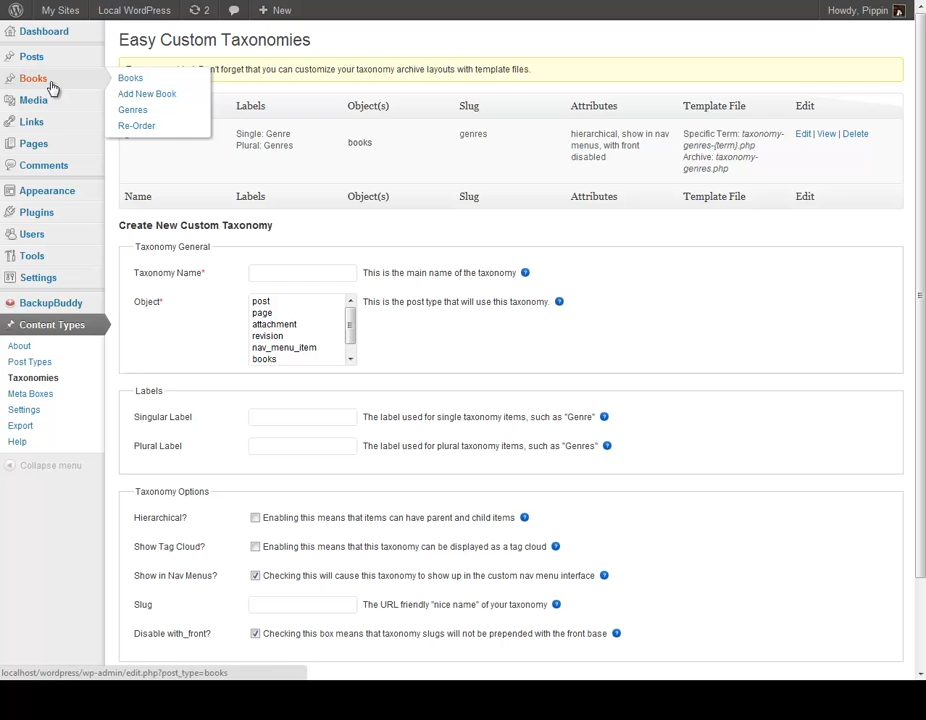 My Sites Local WordPress 2 New Howdy, Pippin
Dashboard
Posts
Books
Media
Links
Pages
Comments
Appearance
Plugins
Users
Tools
Settings
BackupBuddy
Content Types
About
Post Types
Taxonomies
Meta Boxes
Settings
Export
Help
Collapse menu
Books
Add New Book
Genres
Re-Order
Easy Custom Taxonomies
Don't forget that you can customize your taxonomy archive layouts with template files.
Labels Object(s) Slug Attributes Template File Edit
Single: Genre
Plural: Genres
books
genres
hierarchical, show in nav
menus, with front
disabled
Specific Term: taxonomy-
genres-{term}.php
Archive: taxonomy-
genres.php
Edit | View | Delete
Name Labels Object(s) Slug Attributes Template File Edit
Create New Custom Taxonomy
Taxonomy General
Taxonomy Name* This is the main name of the taxonomy ?
Object* This is the post type that will use this taxonomy. ?
post
page
attachment
revision
nav_menu_item
books
Labels
Singular Label The label used for single taxonomy items, such as "Genre" ?
Plural Label The label used for plural taxonomy items, such as "Genres" ?
Taxonomy Options
Hierarchical? Enabling this means that items can have parent and child items ?
Show Tag Cloud? Enabling this means that this taxonomy can be displayed as a tag cloud ?
Show in Nav Menus? Checking this will cause this taxonomy to show up in the custom nav menu interface ?
Slug The URL friendly "nice name" of your taxonomy ?
Disable with_front? Checking this box means that taxonomy slugs will not be prepended with the front base ?
localhost/wordpress/wp-admin/edit.php?post_type=books